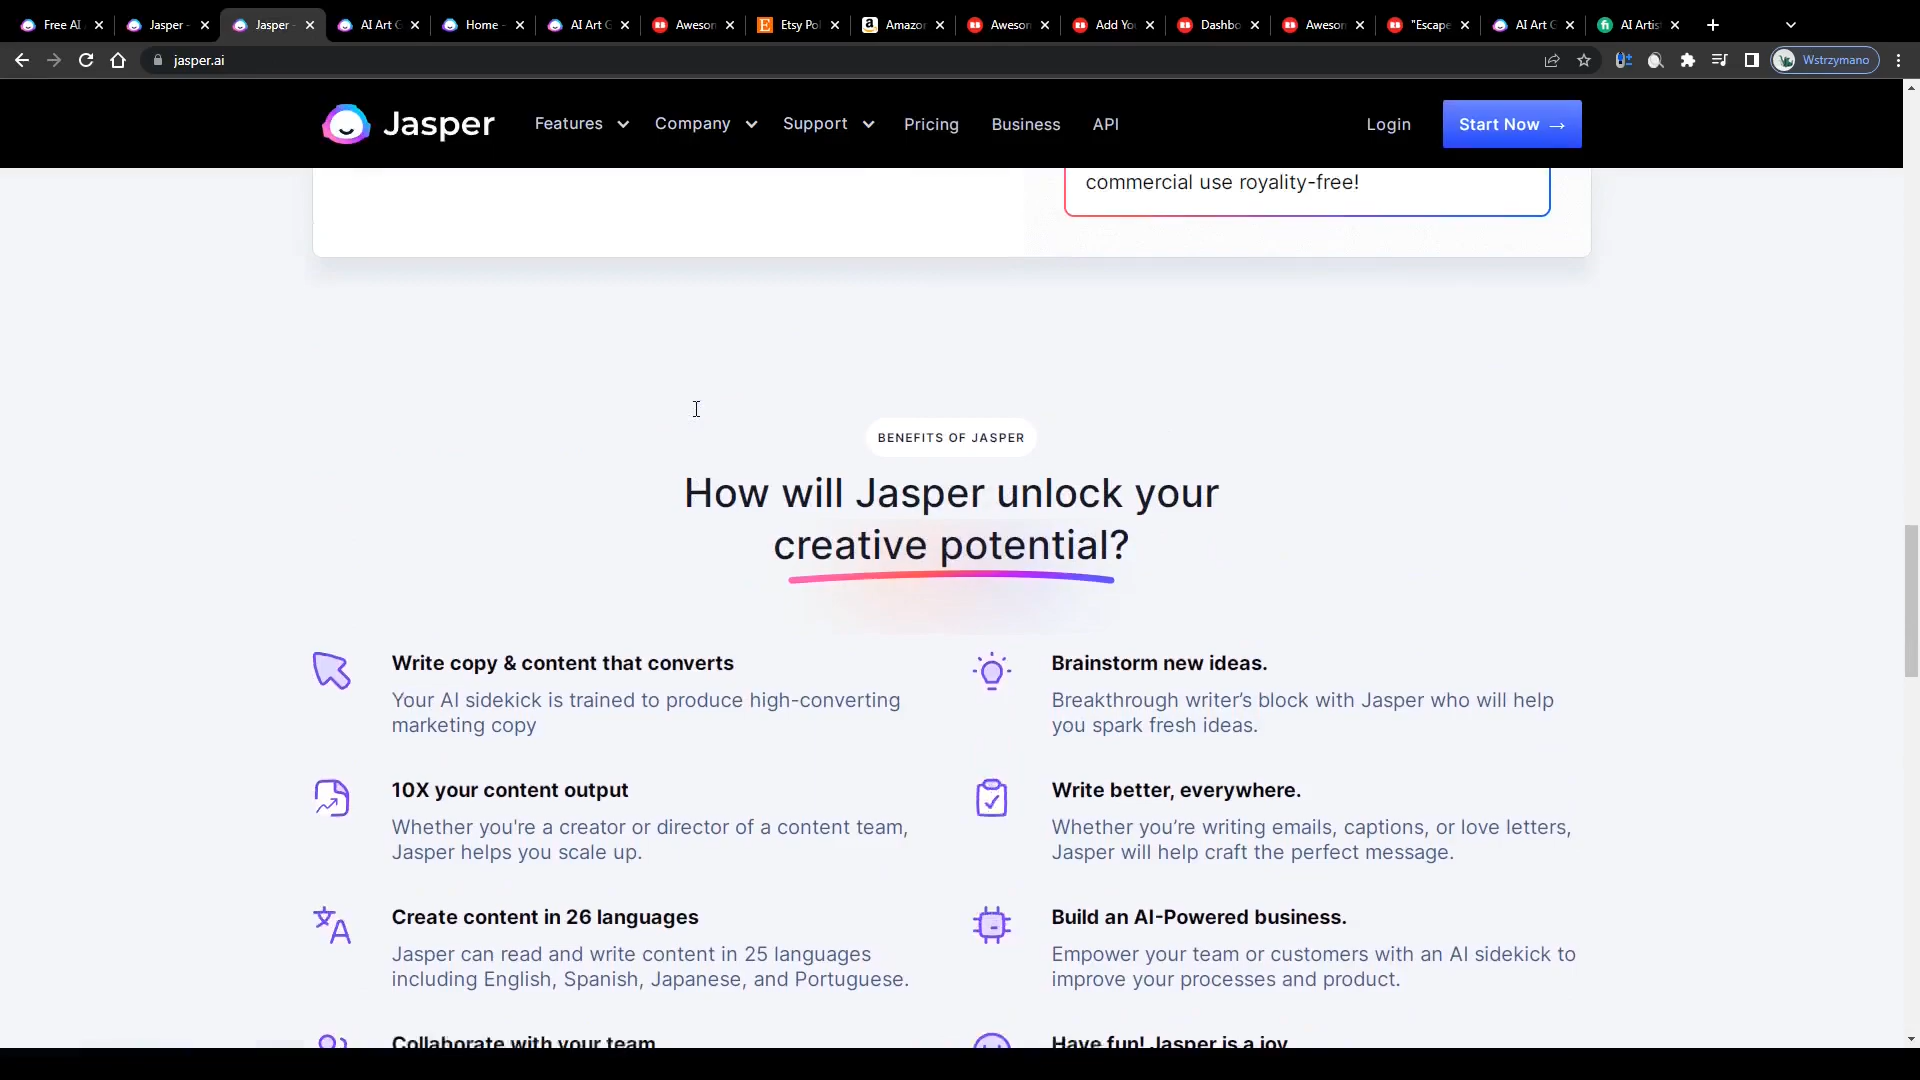 Free AI
Jasper -
Jasper -
AI Art G
Home -
AI Art G
Awesom
Etsy Pol
Amazon
Awesom
Add You
Dashbo
Awesom
"Escape
AI Art G
AI Artis
jasper.ai
Wstrzymano
Jasper
Features
Company
Support
Pricing
Business
API
Login
Start Now →
commercial use royality-free!
BENEFITS OF JASPER
How will Jasper unlock your
creative potential?
Write copy & content that converts
Your AI sidekick is trained to produce high-converting
marketing copy
Brainstorm new ideas.
Breakthrough writer’s block with Jasper who will help
you spark fresh ideas.
10X your content output
Whether you're a creator or director of a content team,
Jasper helps you scale up.
Write better, everywhere.
Whether you’re writing emails, captions, or love letters,
Jasper will help craft the perfect message.
Create content in 26 languages
Jasper can read and write content in 25 languages
including English, Spanish, Japanese, and Portuguese.
Build an AI-Powered business.
Empower your team or customers with an AI sidekick to
improve your processes and product.
Collaborate with your team
Have fun! Jasper is a joy